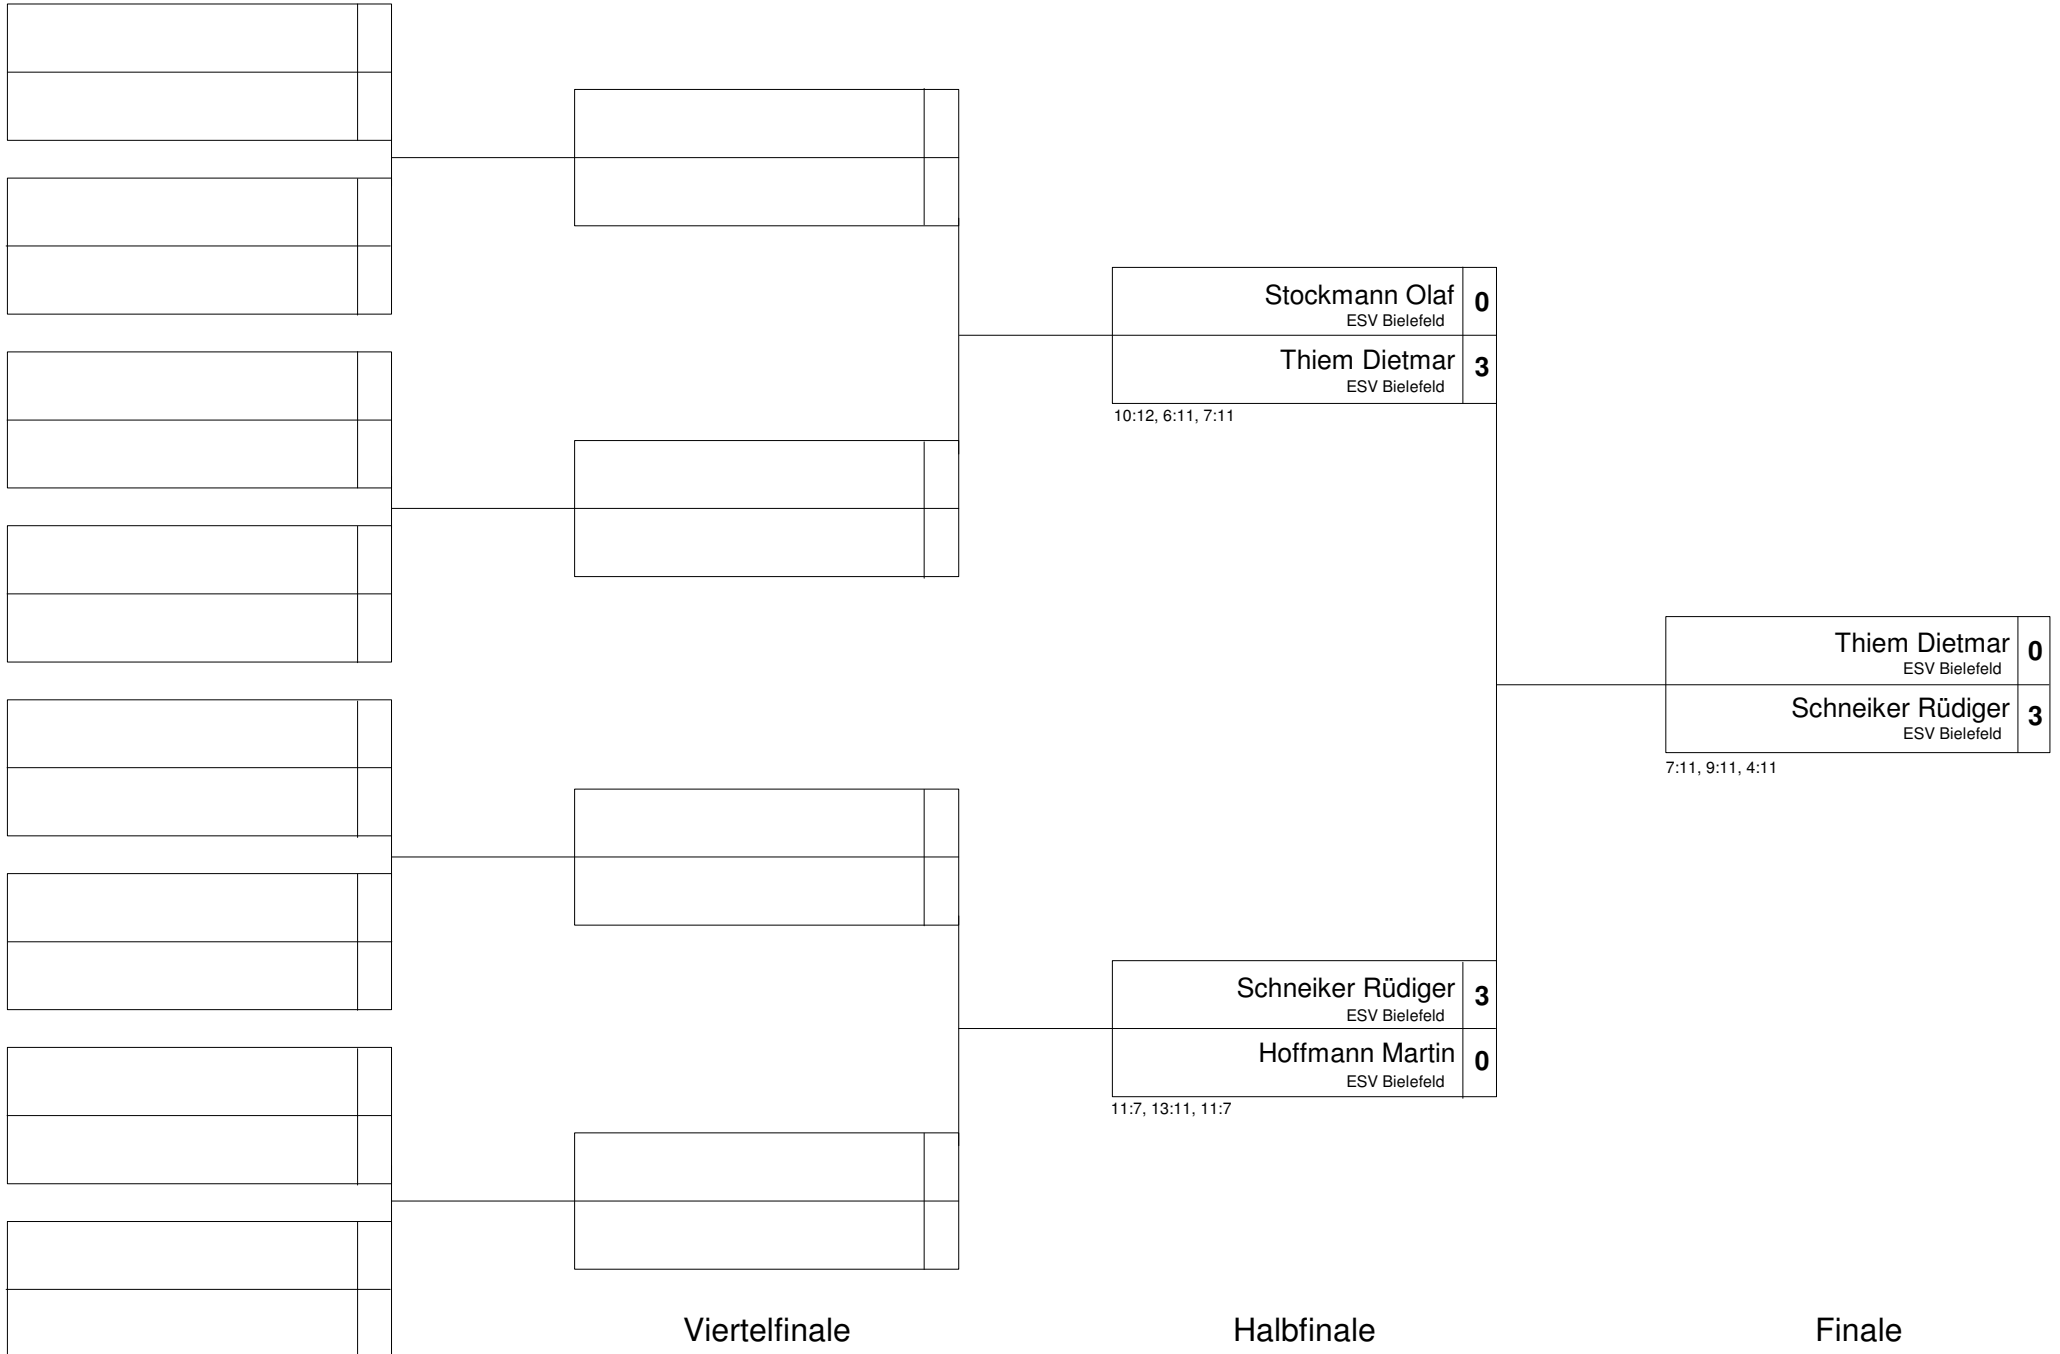 Stockmann Olaf 0
ESV Bielefeld
Thiem Dietmar 3
ESV Bielefeld
10:12, 6:11, 7:11
Thiem Dietmar 0
ESV Bielefeld
Schneiker Rüdiger 3
ESV Bielefeld
7:11, 9:11, 4:11
Schneiker Rüdiger 3
ESV Bielefeld
Hoffmann Martin 0
ESV Bielefeld
11:7, 13:11, 11:7
Viertelfinale
Halbfinale
Finale